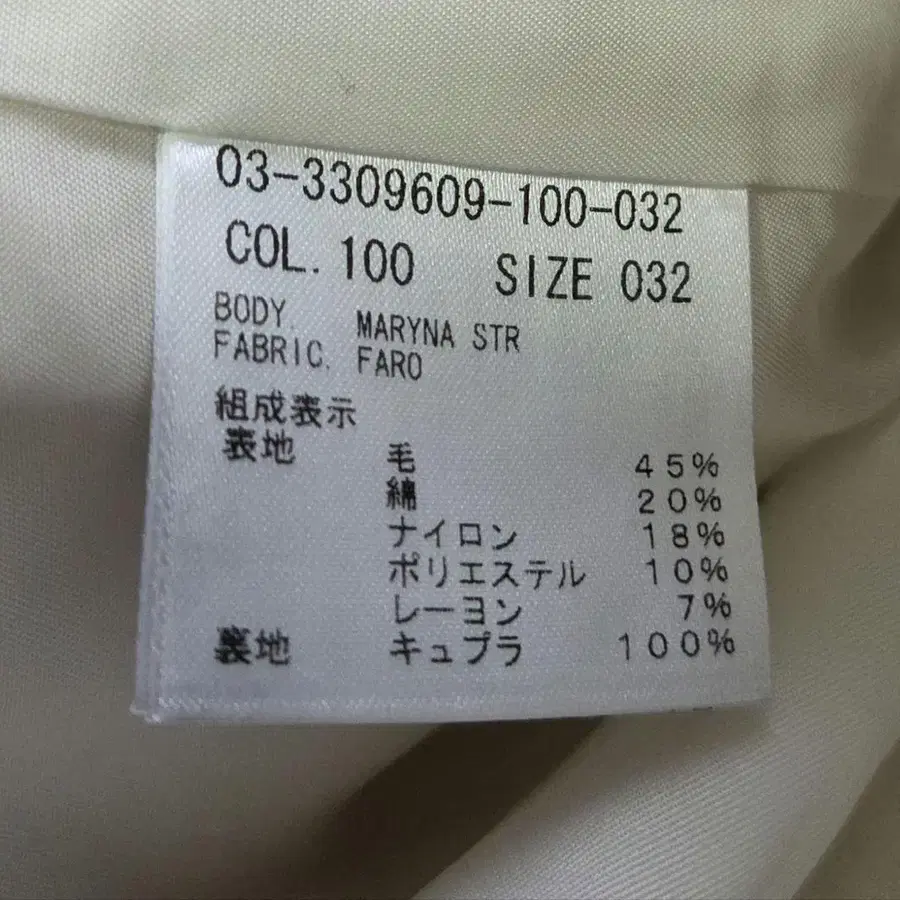 03-3309609-100-032
COL. 100 SIZE 032
BODY. MARYNA STR
FABRIC. FARO
組成表示
表地 毛 45%
綿 20%
ナイロン 18%
ポリエステル 10%
レーヨン 7%
裏地 キュプラ 100%